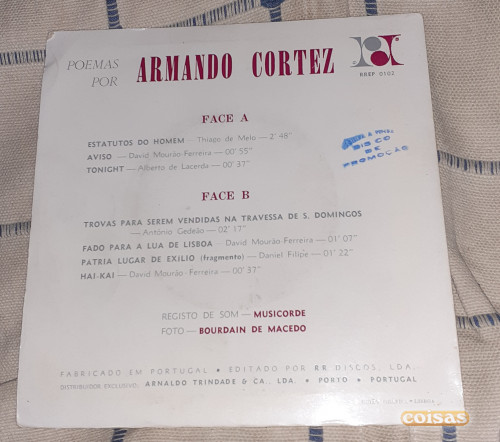 POEMAS
POR
ARMANDO CORTEZ
R
RREP 0102
FACE A
ESTATUTOS DO HOMEM — Thiago de Melo — 2' 48"
AVISO — David Mourão-Ferreira — 00' 55"
TONIGHT — Alberto de Lacerda — 00' 37"
DISCO
DE
PROMOÇÃO
FACE B
TROVAS PARA SEREM VENDIDAS NA TRAVESSA DE S. DOMINGOS
— António Gedeão — 02' 17"
FADO PARA A LUA DE LISBOA — David Mourão-Ferreira — 01' 07"
PATRIA LUGAR DE EXILIO (fragmento) — Daniel Filipe — 01' 22"
HAI-KAI — David Mourão-Ferreira — 00' 37"
REGISTO DE SOM — MUSICORDE
FOTO — BOURDAIN DE MACEDO
FABRICADO EM PORTUGAL • EDITADO POR RR DISCOS, LDA.
DISTRIBUIDOR EXCLUSIVO: ARNALDO TRINDADE & CA., LDA. • PORTO • PORTUGAL
coisas